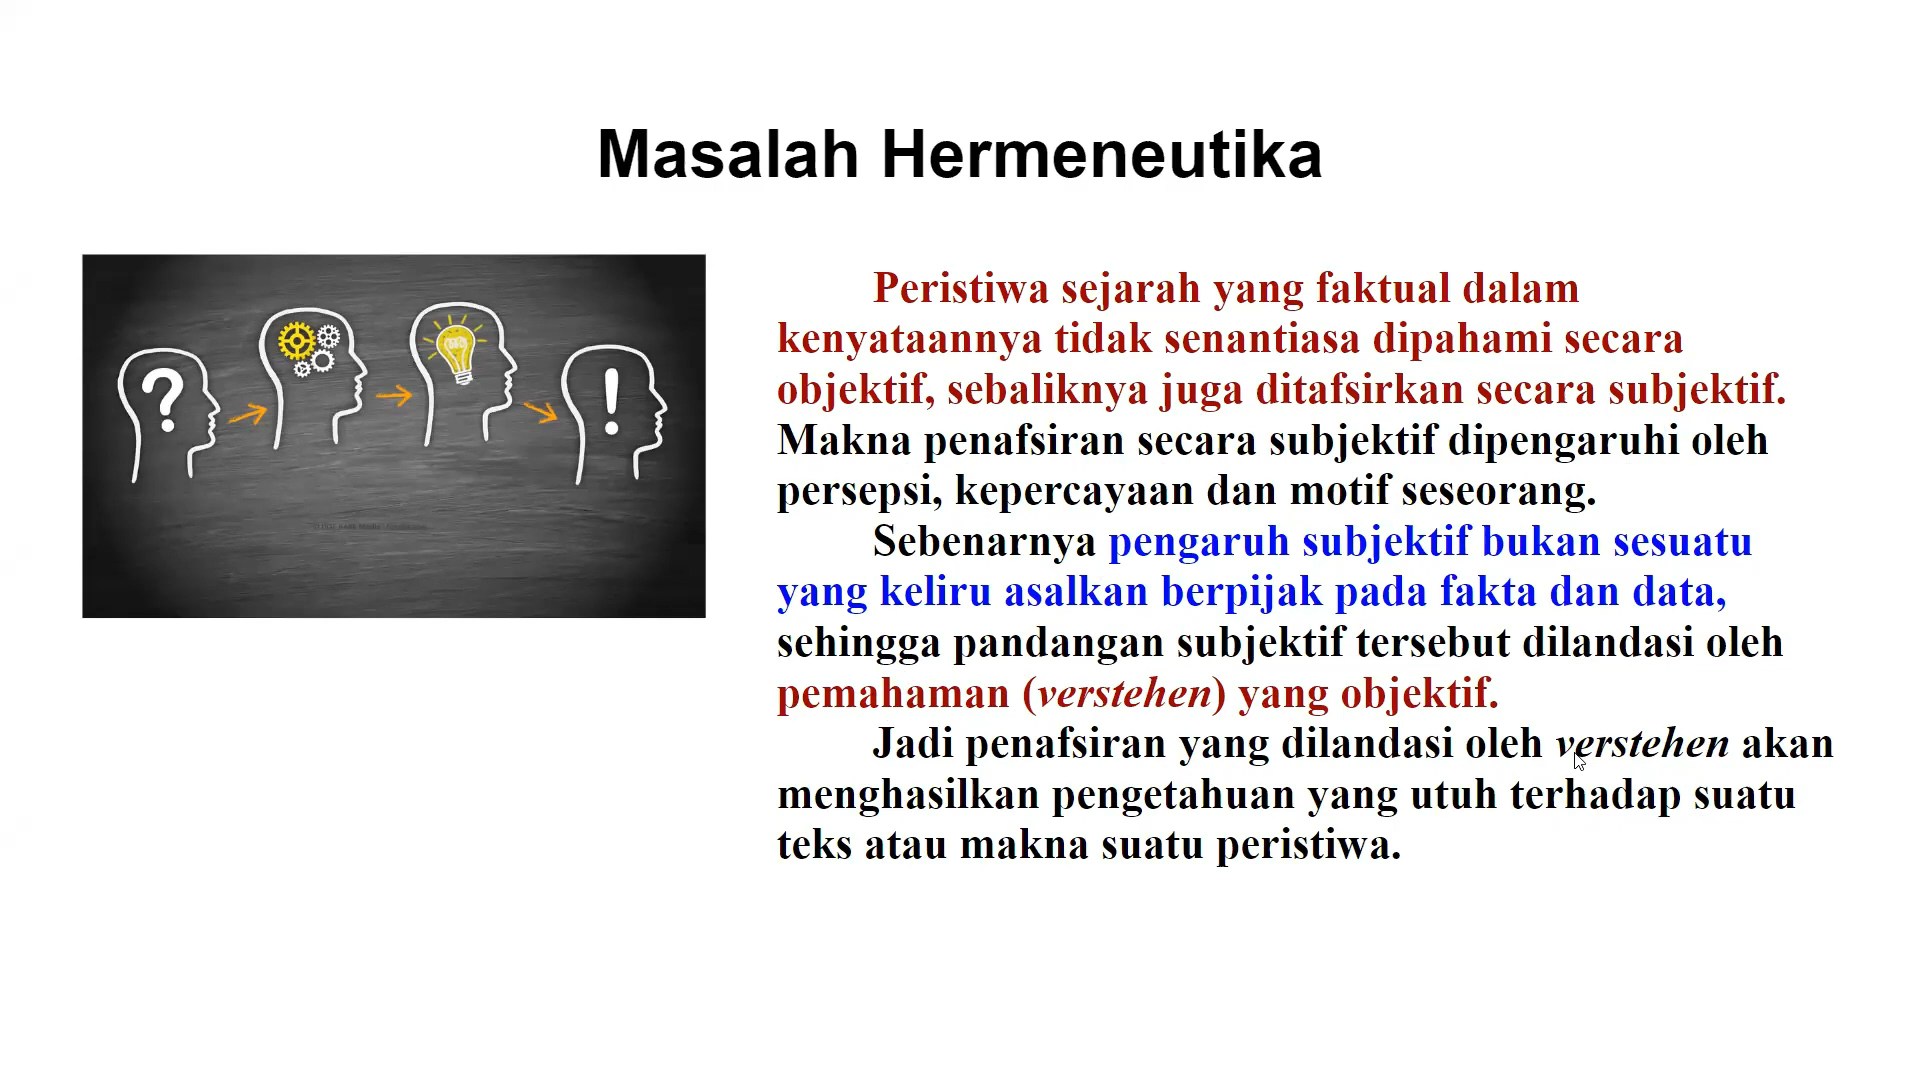 Masalah Hermeneutika
Peristiwa sejarah yang faktual dalam
kenyataannya tidak senantiasa dipahami secara
objektif, sebaliknya juga ditafsirkan secara subjektif.
Makna penafsiran secara subjektif dipengaruhi oleh
persepsi, kepercayaan dan motif seseorang.
Sebenarnya pengaruh subjektif bukan sesuatu
yang keliru asalkan berpijak pada fakta dan data,
sehingga pandangan subjektif tersebut dilandasi oleh
pemahaman (verstehen) yang objektif.
Jadi penafsiran yang dilandasi oleh verstehen akan
menghasilkan pengetahuan yang utuh terhadap suatu
teks atau makna suatu peristiwa.
? !